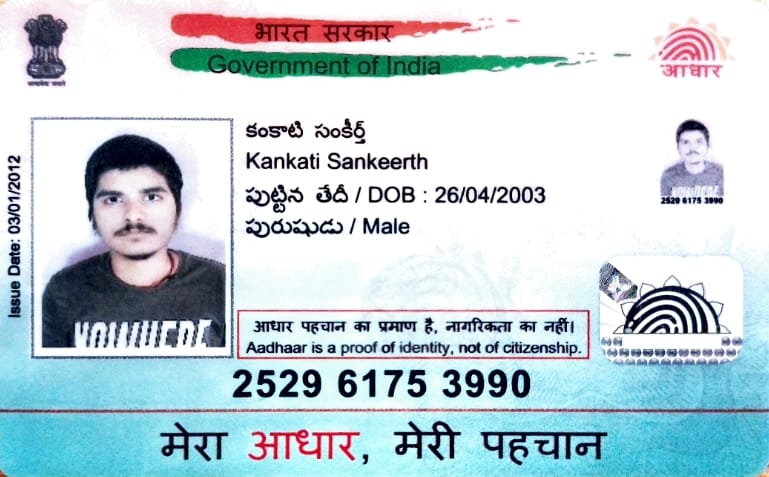 भारत सरकार
Government of India
आधार
కంకాటి సంకీర్త్
Kankati Sankeerth
పుట్టిన తేదీ / DOB : 26/04/2003
పురుషుడు / Male
2529 6175 3990
Issue Date: 03/01/2012
आधार पहचान का प्रमाण है, नागरिकता का नहीं।
Aadhaar is a proof of identity, not of citizenship.
2529 6175 3990
मेरा आधार, मेरी पहचान